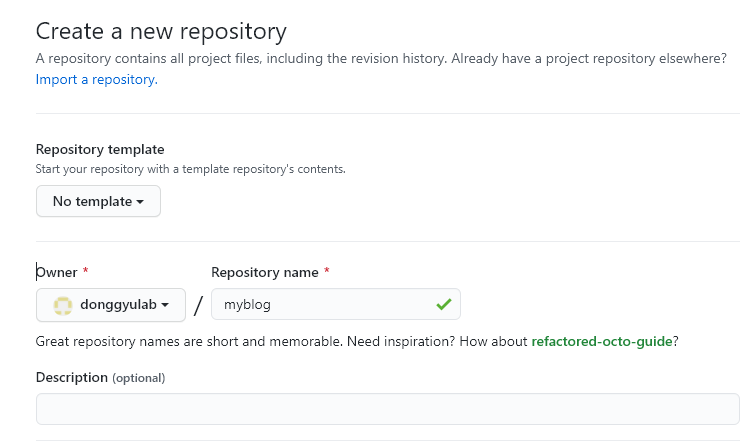 Create a new repository
A repository contains all project files, including the revision history. Already have a project repository elsewhere?
Import a repository.
Repository template
Start your repository with a template repository's contents.
No template
Owner * Repository name *
donggyulab / myblog
Great repository names are short and memorable. Need inspiration? How about refactored-octo-guide?
Description (optional)